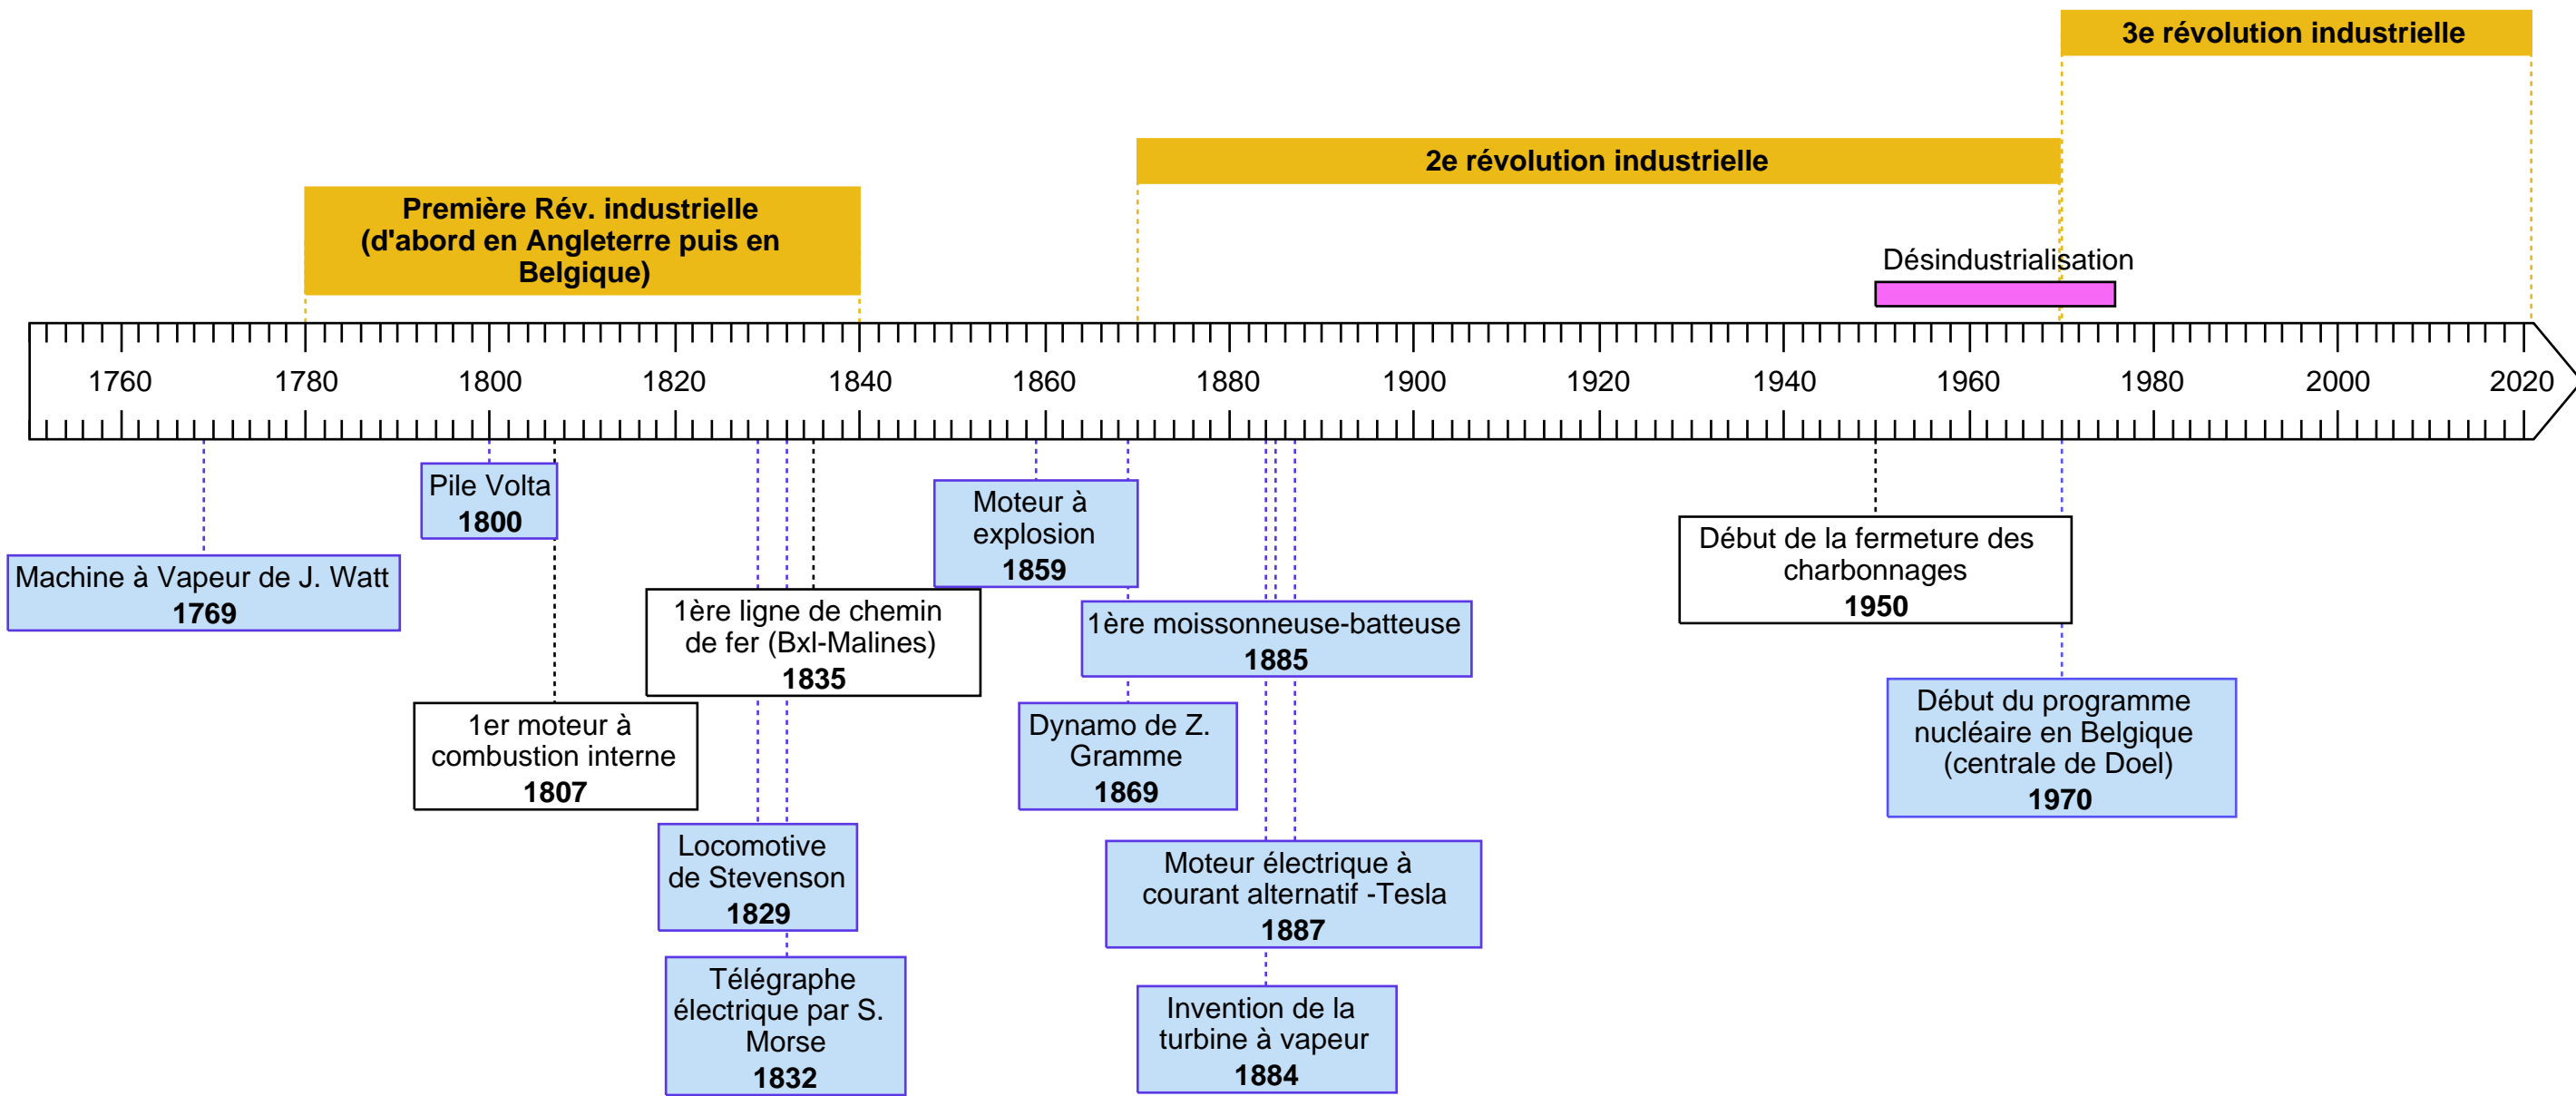 3e révolution industrielle
2e révolution industrielle
Première Rév. industrielle
(d'abord en Angleterre puis en
Belgique)
Désindustrialisation
1760 1780 1800 1820 1840 1860 1880 1900 1920 1940 1960 1980 2000 2020
Machine à Vapeur de J. Watt
1769
Pile Volta
1800
1er moteur à
combustion interne
1807
1ère ligne de chemin
de fer (Bxl-Malines)
1835
Locomotive
de Stevenson
1829
Télégraphe
électrique par S.
Morse
1832
Moteur à
explosion
1859
1ère moissonneuse-batteuse
1885
Dynamo de Z.
Gramme
1869
Moteur électrique à
courant alternatif -Tesla
1887
Invention de la
turbine à vapeur
1884
Début de la fermeture des
charbonnages
1950
Début du programme
nucléaire en Belgique
(centrale de Doel)
1970